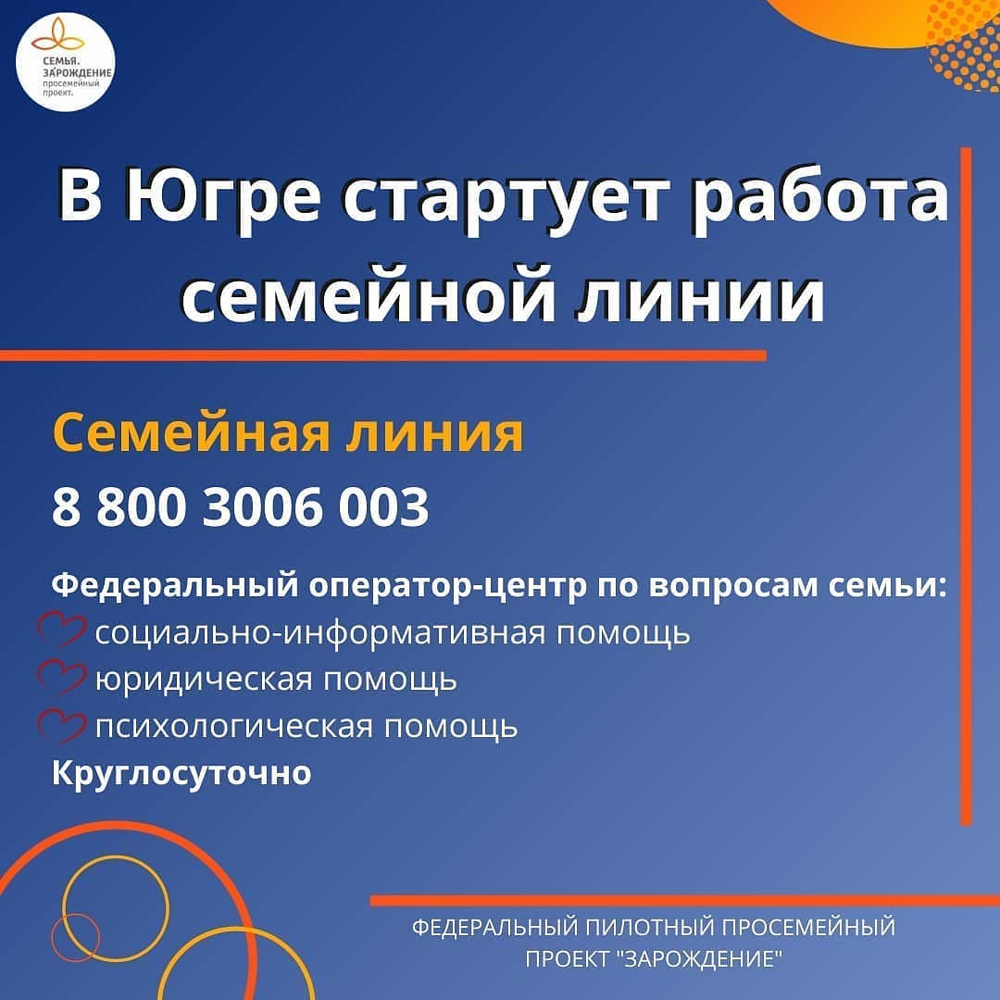 СЕМЬЯ.
ЗАРОЖДЕНИЕ
просемейный
проект.
В Югре стартует работа
семейной линии
Семейная линия
8 800 3006 003
Федеральный оператор-центр по вопросам семьи:
социально-информативная помощь
юридическая помощь
психологическая помощь
Круглосуточно
ФЕДЕРАЛЬНЫЙ ПИЛОТНЫЙ ПРОСЕМЕЙНЫЙ
ПРОЕКТ "ЗАРОЖДЕНИЕ"